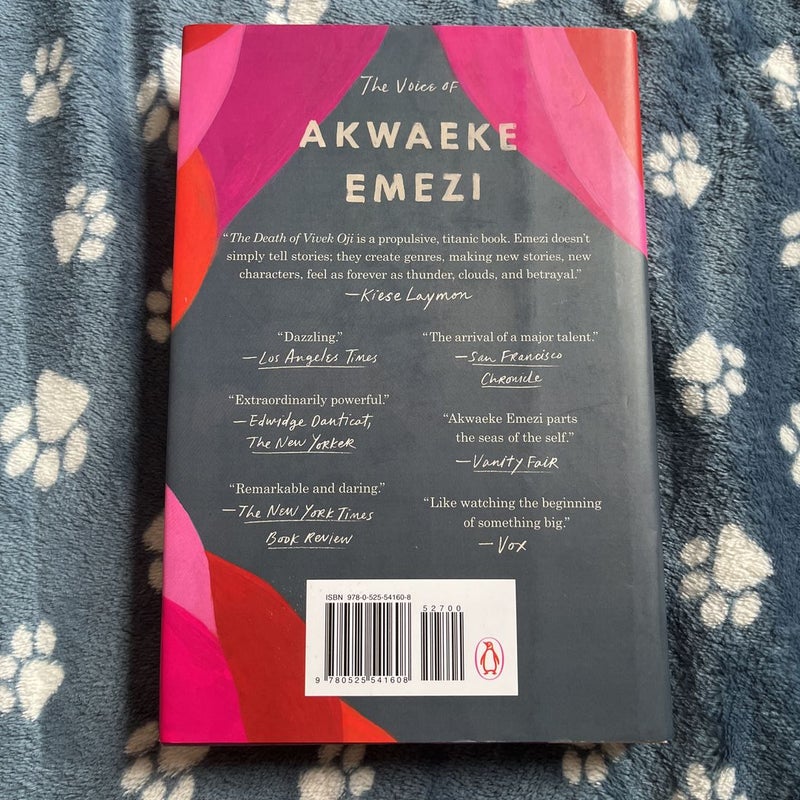 The Voice of
AKWAEKE
EMEZI
“The Death of Vivek Oji is a propulsive, titanic book. Emezi doesn’t
simply tell stories; they create genres, making new stories, new
characters, feel as forever as thunder, clouds, and betrayal.”
—Kiese Laymon
“Dazzling.”
—Los Angeles Times
“Extraordinarily powerful.”
—Edwidge Danticat,
The New Yorker
“Remarkable and daring.”
—The New York Times
Book Review
“The arrival of a major talent.”
—San Francisco
Chronicle
“Akwaeke Emezi parts
the seas of the self.”
—Vanity Fair
“Like watching the beginning
of something big.”
—Vox
ISBN 978-0-525-54160-8
52700
9 780525 541608